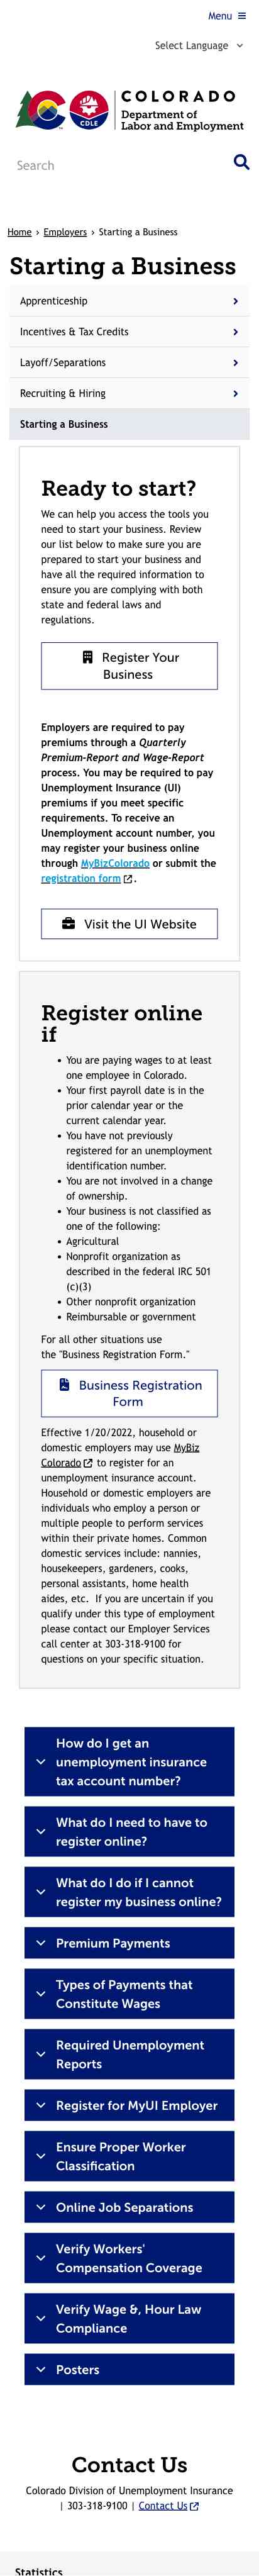 Menu
Select Language
COLORADO
Department of
Labor and Employment
CDLE
Search
Home › Employers › Starting a Business
Starting a Business
Apprenticeship
Incentives & Tax Credits
Layoff/Separations
Recruiting & Hiring
Starting a Business
Ready to start?
We can help you access the tools you
need to start your business. Review
our list below to make sure you are
prepared to start your business and
have all the required information to
ensure you are complying with both
state and federal laws and
regulations.
Register Your
Business
Employers are required to pay
premiums through a Quarterly
Premium-Report and Wage-Report
process. You may be required to pay
Unemployment Insurance (UI)
premiums if you meet specific
requirements. To receive an
Unemployment account number, you
may register your business online
through MyBizColorado or submit the
registration form.
Visit the UI Website
Register online
if
• You are paying wages to at least
one employee in Colorado.
• Your first payroll date is in the
prior calendar year or the
current calendar year.
• You have not previously
registered for an unemployment
identification number.
• You are not involved in a change
of ownership.
• Your business is not classified as
one of the following:
• Agricultural
• Nonprofit organization as
described in the federal IRC 501
(c)(3)
• Other nonprofit organization
• Reimbursable or government
For all other situations use
the "Business Registration Form."
Business Registration
Form
Effective 1/20/2022, household or
domestic employers may use MyBiz
Colorado to register for an
unemployment insurance account.
Household or domestic employers are
individuals who employ a person or
multiple people to perform services
within their private homes. Common
domestic services include: nannies,
housekeepers, gardeners, cooks,
personal assistants, home health
aides, etc.  If you are uncertain if you
qualify under this type of employment
please contact our Employer Services
call center at 303-318-9100 for
questions on your specific situation.
How do I get an
unemployment insurance
tax account number?
What do I need to have to
register online?
What do I do if I cannot
register my business online?
Premium Payments
Types of Payments that
Constitute Wages
Required Unemployment
Reports
Register for MyUI Employer
Ensure Proper Worker
Classification
Online Job Separations
Verify Workers'
Compensation Coverage
Verify Wage &, Hour Law
Compliance
Posters
Contact Us
Colorado Division of Unemployment Insurance
| 303-318-9100 | Contact Us
Statistics